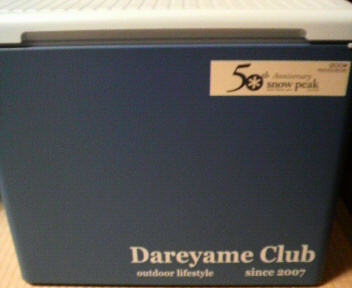 50th Anniversary
snow peak
Dareyame Club
outdoor lifestyle since 2007